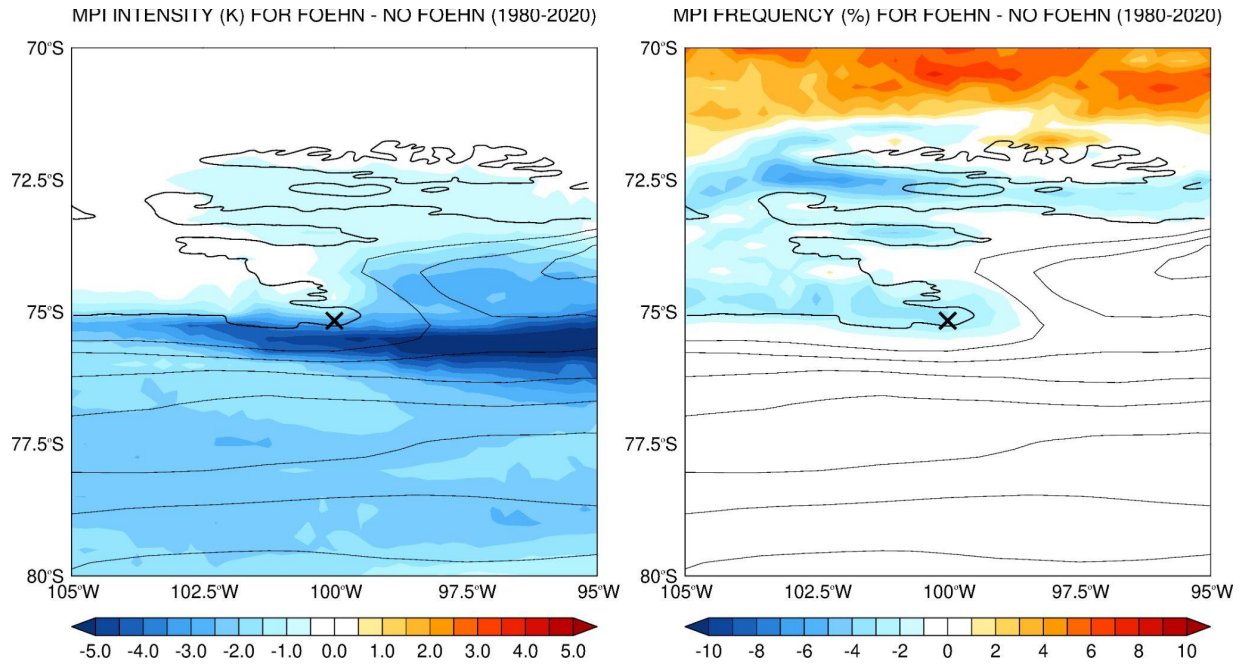 MPI INTENSITY (K) FOR FOEHN - NO FOEHN (1980-2020)
70°S
72.5°S
75°S
77.5°S
80°S
105°W 102.5°W 100°W 97.5°W 95°W
-5.0 -4.0 -3.0 -2.0 -1.0 0.0 1.0 2.0 3.0 4.0 5.0
MPI FREQUENCY (%) FOR FOEHN - NO FOEHN (1980-2020)
70°S
72.5°S
75°S
77.5°S
80°S
105°W 102.5°W 100°W 97.5°W 95°W
-10 -8 -6 -4 -2 0 2 4 6 8 10